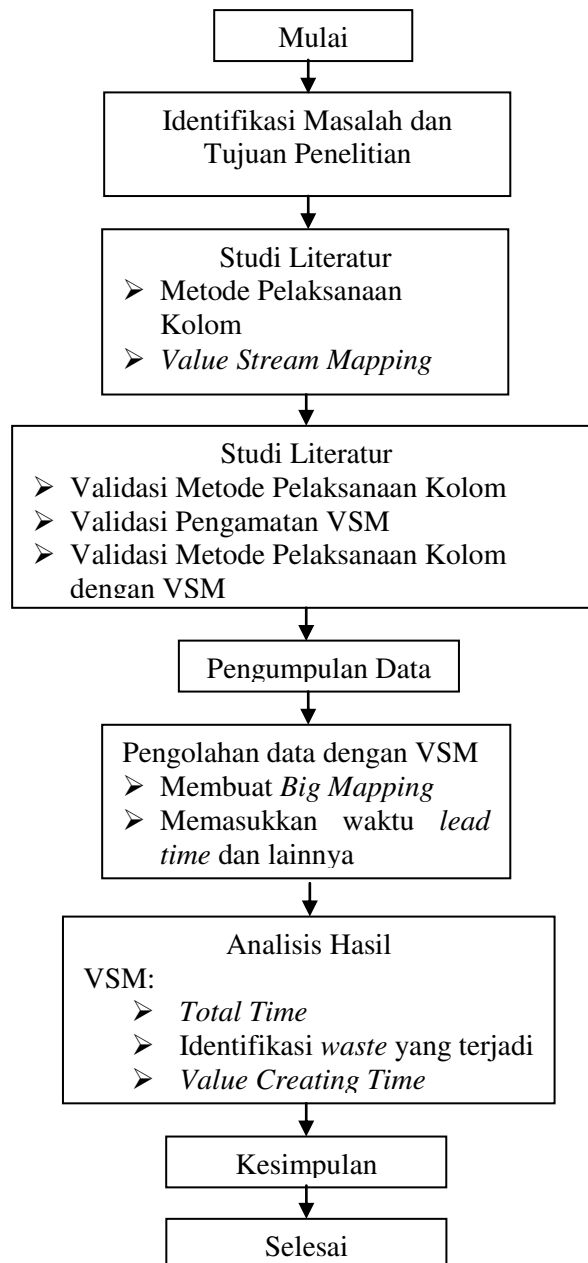 Mulai
Identifikasi Masalah dan
Tujuan Penelitian
Studi Literatur
➢ Metode Pelaksanaan
Kolom
➢ Value Stream Mapping
Studi Literatur
➢ Validasi Metode Pelaksanaan Kolom
➢ Validasi Pengamatan VSM
➢ Validasi Metode Pelaksanaan Kolom
dengan VSM
Pengumpulan Data
Pengolahan data dengan VSM
➢ Membuat Big Mapping
➢ Memasukkan waktu lead
time dan lainnya
Analisis Hasil
VSM:
➢ Total Time
➢ Identifikasi waste yang terjadi
➢ Value Creating Time
Kesimpulan
Selesai